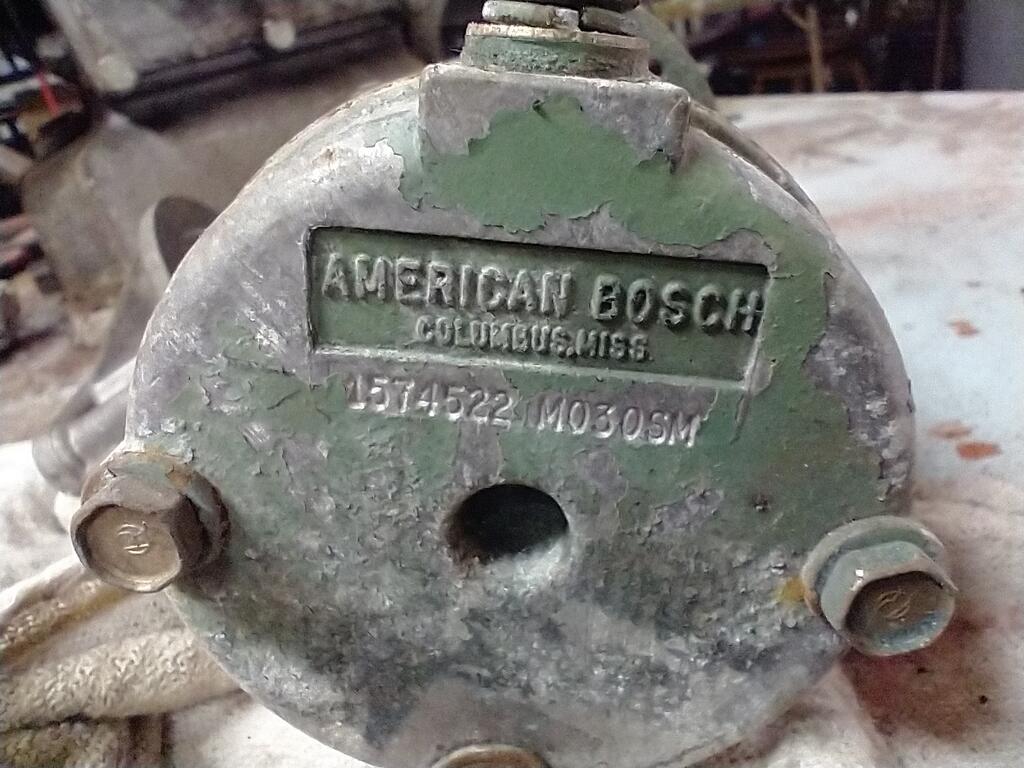 AMERICAN BOSCH
COLUMBUS, MISS.
1574522 M030SM